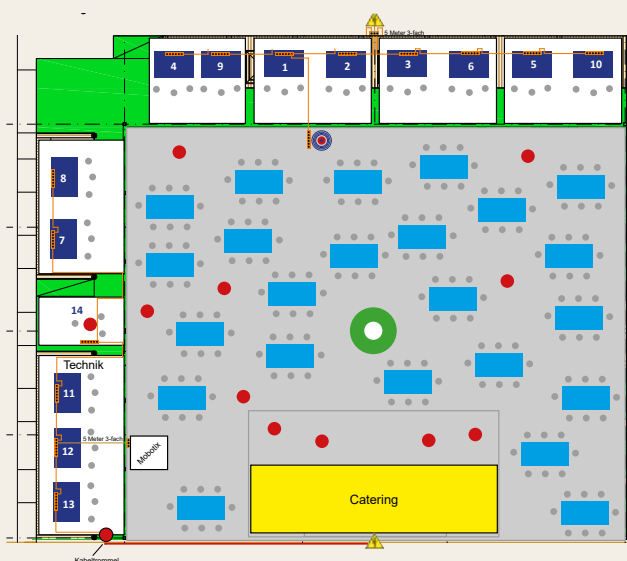 5 Meter 3-fach
4 9 1 2 3 6 5 10
8
7
14
Technik
11
5 Meter 3-fach
12
Mobotix
13
Catering
Kabeltrommel